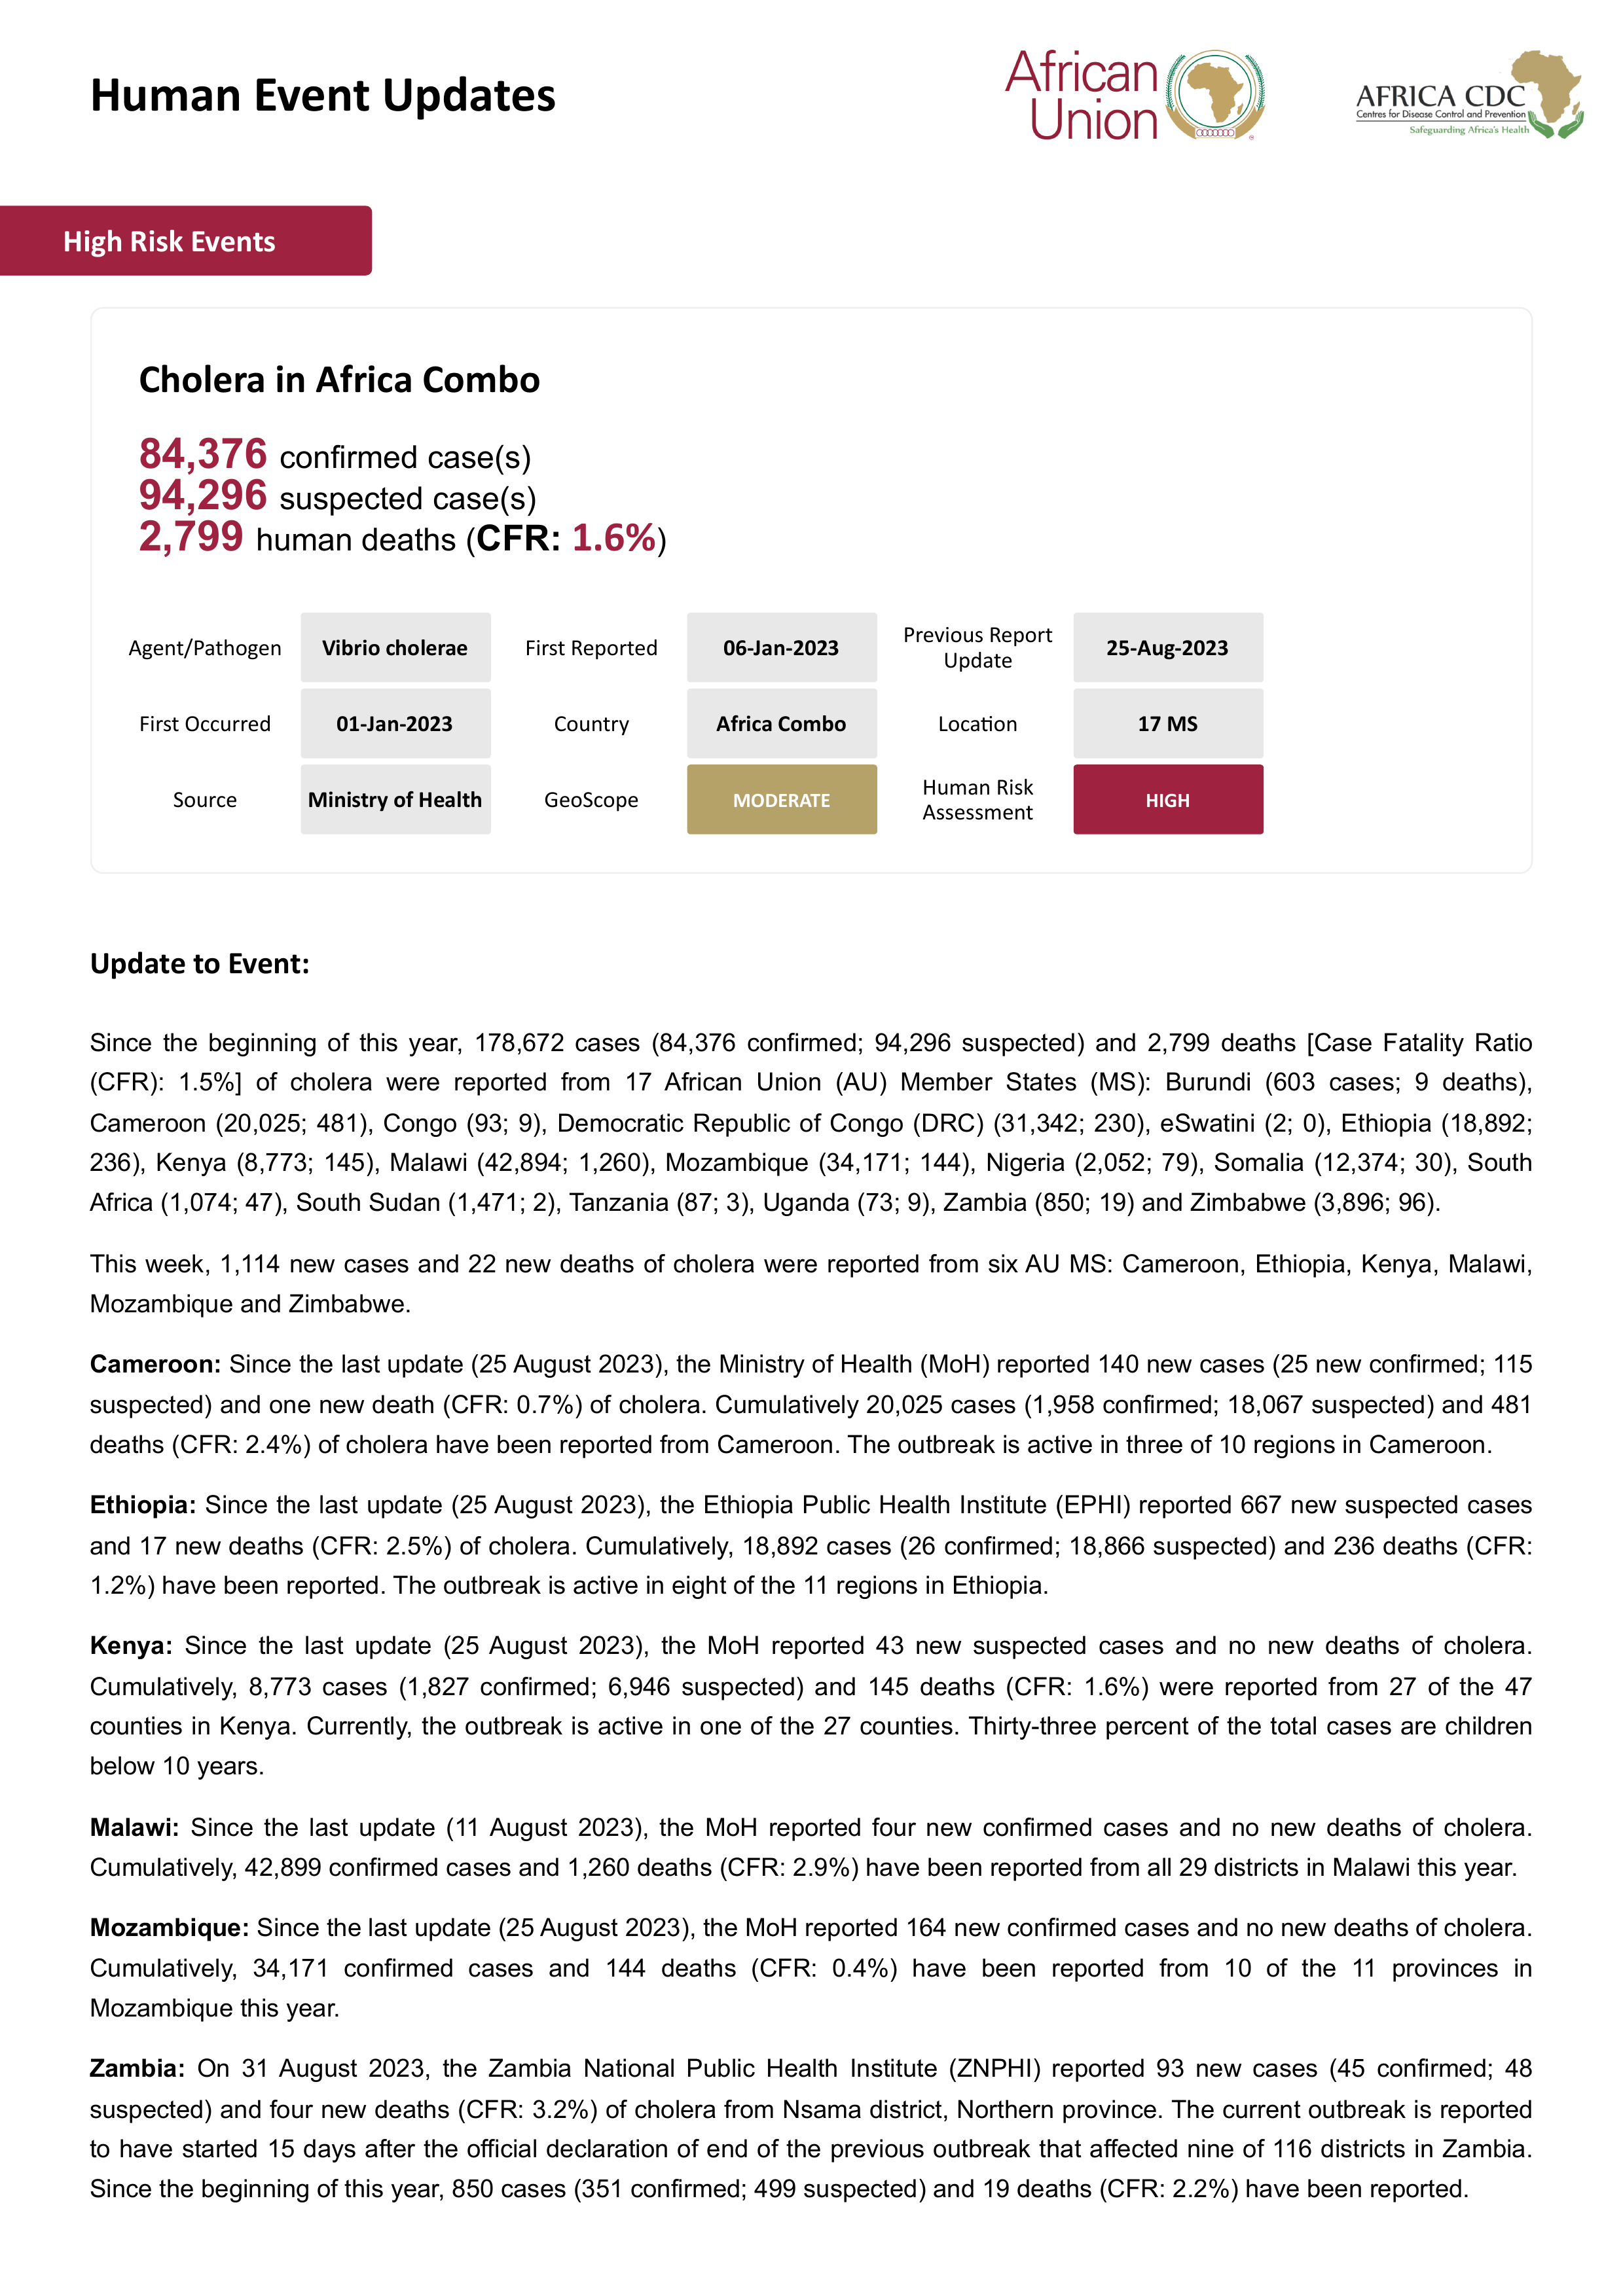 Human Event Updates
African
Union
AFRICA CDC
Centres for Disease Control and Prevention
Safeguarding Africa's Health
High Risk Events
Cholera in Africa Combo
84,376 confirmed case(s)
94,296 suspected case(s)
2,799 human deaths (CFR: 1.6%)
Agent/Pathogen Vibrio cholerae First Reported 06-Jan-2023 Previous Report Update 25-Aug-2023
First Occurred 01-Jan-2023 Country Africa Combo Location 17 MS
Source Ministry of Health GeoScope MODERATE Human Risk Assessment HIGH
Update to Event:
Since the beginning of this year, 178,672 cases (84,376 confirmed; 94,296 suspected) and 2,799 deaths [Case Fatality Ratio
(CFR): 1.5%] of cholera were reported from 17 African Union (AU) Member States (MS): Burundi (603 cases; 9 deaths),
Cameroon (20,025; 481), Congo (93; 9), Democratic Republic of Congo (DRC) (31,342; 230), eSwatini (2; 0), Ethiopia (18,892;
236), Kenya (8,773; 145), Malawi (42,894; 1,260), Mozambique (34,171; 144), Nigeria (2,052; 79), Somalia (12,374; 30), South
Africa (1,074; 47), South Sudan (1,471; 2), Tanzania (87; 3), Uganda (73; 9), Zambia (850; 19) and Zimbabwe (3,896; 96).
This week, 1,114 new cases and 22 new deaths of cholera were reported from six AU MS: Cameroon, Ethiopia, Kenya, Malawi,
Mozambique and Zimbabwe.
Cameroon: Since the last update (25 August 2023), the Ministry of Health (MoH) reported 140 new cases (25 new confirmed; 115
suspected) and one new death (CFR: 0.7%) of cholera. Cumulatively 20,025 cases (1,958 confirmed; 18,067 suspected) and 481
deaths (CFR: 2.4%) of cholera have been reported from Cameroon. The outbreak is active in three of 10 regions in Cameroon.
Ethiopia: Since the last update (25 August 2023), the Ethiopia Public Health Institute (EPHI) reported 667 new suspected cases
and 17 new deaths (CFR: 2.5%) of cholera. Cumulatively, 18,892 cases (26 confirmed; 18,866 suspected) and 236 deaths (CFR:
1.2%) have been reported. The outbreak is active in eight of the 11 regions in Ethiopia.
Kenya: Since the last update (25 August 2023), the MoH reported 43 new suspected cases and no new deaths of cholera.
Cumulatively, 8,773 cases (1,827 confirmed; 6,946 suspected) and 145 deaths (CFR: 1.6%) were reported from 27 of the 47
counties in Kenya. Currently, the outbreak is active in one of the 27 counties. Thirty-three percent of the total cases are children
below 10 years.
Malawi: Since the last update (11 August 2023), the MoH reported four new confirmed cases and no new deaths of cholera.
Cumulatively, 42,899 confirmed cases and 1,260 deaths (CFR: 2.9%) have been reported from all 29 districts in Malawi this year.
Mozambique: Since the last update (25 August 2023), the MoH reported 164 new confirmed cases and no new deaths of cholera.
Cumulatively, 34,171 confirmed cases and 144 deaths (CFR: 0.4%) have been reported from 10 of the 11 provinces in
Mozambique this year.
Zambia: On 31 August 2023, the Zambia National Public Health Institute (ZNPHI) reported 93 new cases (45 confirmed; 48
suspected) and four new deaths (CFR: 3.2%) of cholera from Nsama district, Northern province. The current outbreak is reported
to have started 15 days after the official declaration of end of the previous outbreak that affected nine of 116 districts in Zambia.
Since the beginning of this year, 850 cases (351 confirmed; 499 suspected) and 19 deaths (CFR: 2.2%) have been reported.